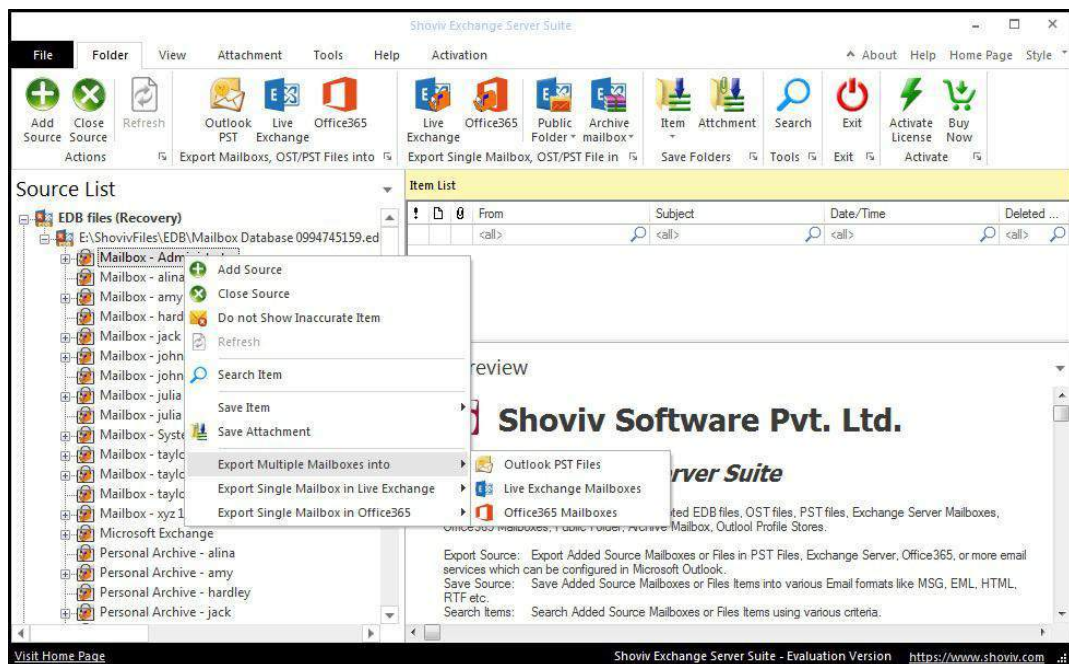 Shoviv Exchange Server Suite
File Folder View Attachment Tools Help Activation About Help Home Page Style
Add Source Close Source Refresh Outlook PST Live Exchange Office365 Live Exchange Office365 Public Folder Archive mailbox Item Attchment Search Exit Activate License Buy Now
Actions Export Mailboxs, OST/PST Files into Export Single Mailbox, OST/PST File in Save Folders Tools Exit Activate
Source List
EDB files (Recovery)
E:\ShovivFiles\EDB\Mailbox Database 0994745159.ed
Mailbox -
Mailbox - alina
Mailbox - amy
Mailbox - hard
Mailbox - jack
Mailbox - john
Mailbox - john
Mailbox - julia
Mailbox - julia
Mailbox - Syste
Mailbox - taylo
Mailbox - taylo
Mailbox - taylo
Mailbox - xyz1
Microsoft Exchange
Personal Archive - alina
Personal Archive - amy
Personal Archive - hardley
Personal Archive - jack
Add Source
Close Source
Do not Show Inaccurate Item
Refresh
Search Item
Save Item
Save Attachment
Export Multiple Mailboxes into
Export Single Mailbox in Live Exchange
Export Single Mailbox in Office365
Outlook PST Files
Live Exchange Mailboxes
Office365 Mailboxes
Item List
! From Subject Date/Time Deleted ...
<all> <all> <all> <all>
review
Shoviv Software Pvt. Ltd.
rver Suite
ted EDB files, OST files, PST files, Exchange Server Mailboxes,
Office365 Mailboxes, Public Folder, Archive Mailbox, Outlool Profile Stores.
Export Source: Export Added Source Mailboxes or Files in PST Files, Exchange Server, Office365, or more email
services which can be configured in Microsoft Outlook.
Save Source: Save Added Source Mailboxes or Files Items into various Email formats like MSG, EML, HTML,
RTF etc.
Search Items: Search Added Source Mailboxes or Files Items using various criteria.
Visit Home Page Shoviv Exchange Server Suite - Evaluation Version https://www.shoviv.com